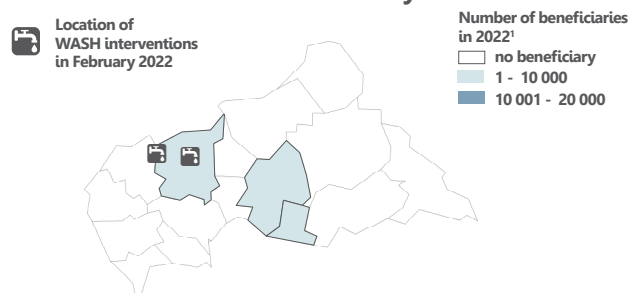 Location of
WASH interventions
in February 2022
Number of beneficiaries
in 2022¹
no beneficiary
1 - 10 000
10 001 - 20 000